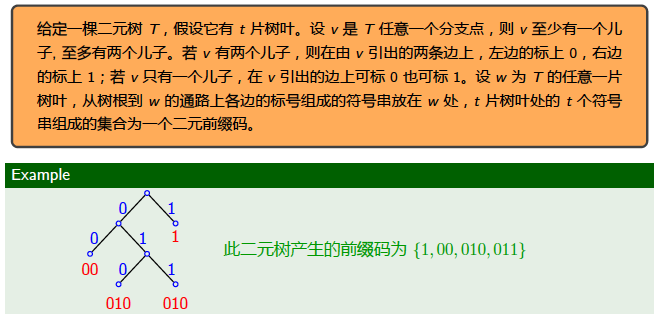 给定一棵二元树 T，假设它有 t 片树叶。设 v 是 T 任意一个分支点，则 v 至少有一个儿
子, 至多有两个儿子。若 v 有两个儿子，则在由 v 引出的两条边上，左边的标上 0，右边
的标上 1；若 v 只有一个儿子，在 v 引出的边上可标 0 也可标 1。设 w 为 T 的任意一片
树叶，从树根到 w 的通路上各边的标号组成的符号串放在 w 处，t 片树叶处的 t 个符号
串组成的集合为一个二元前缀码。
Example
0 1
0 1 1
00 0 1
010 010
此二元树产生的前缀码为 {1, 00, 010, 011}